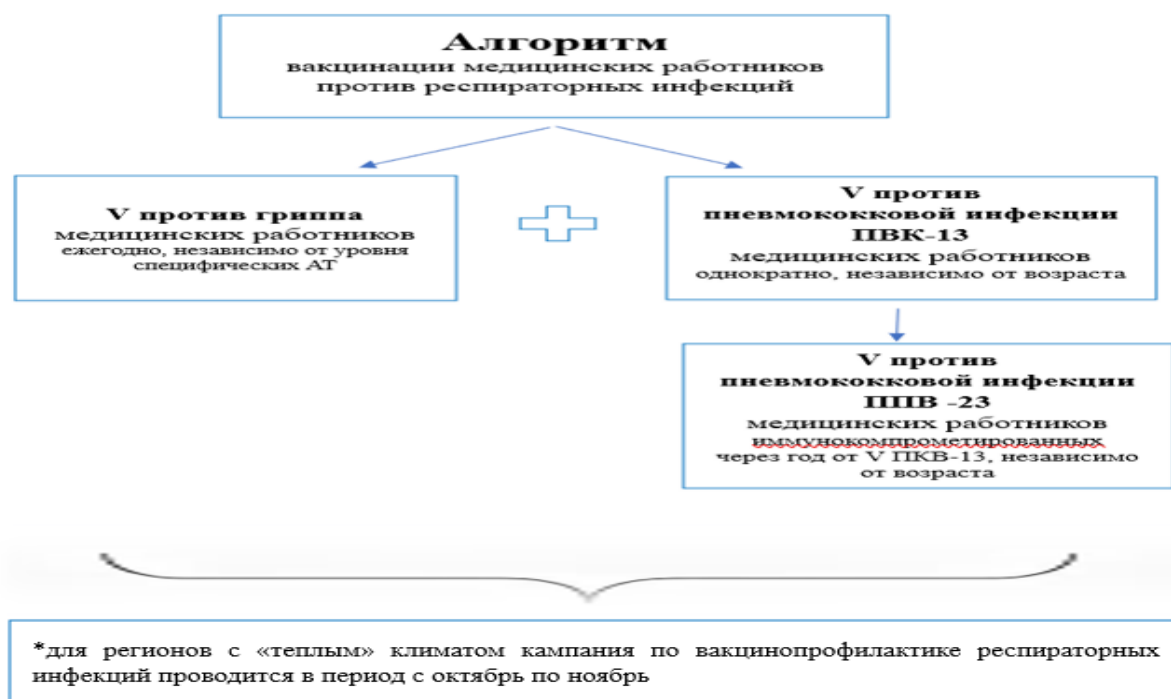 Алгоритм
вакцинации медицинских работников
против респираторных инфекций
V против гриппа
медицинских работников
ежегодно, независимо от уровня
специфических АТ
V против
пневмококковой инфекции
ПВК-13
медицинских работников
однократно, независимо от возраста
V против
пневмококковой инфекции
ППВ -23
медицинских работников
иммунокомпрометированных
через год от V ПКВ-13, независимо
от возраста
*для регионов с «теплым» климатом кампания по вакцинопрофилактике респираторных
инфекций проводится в период с октябрь по ноябрь